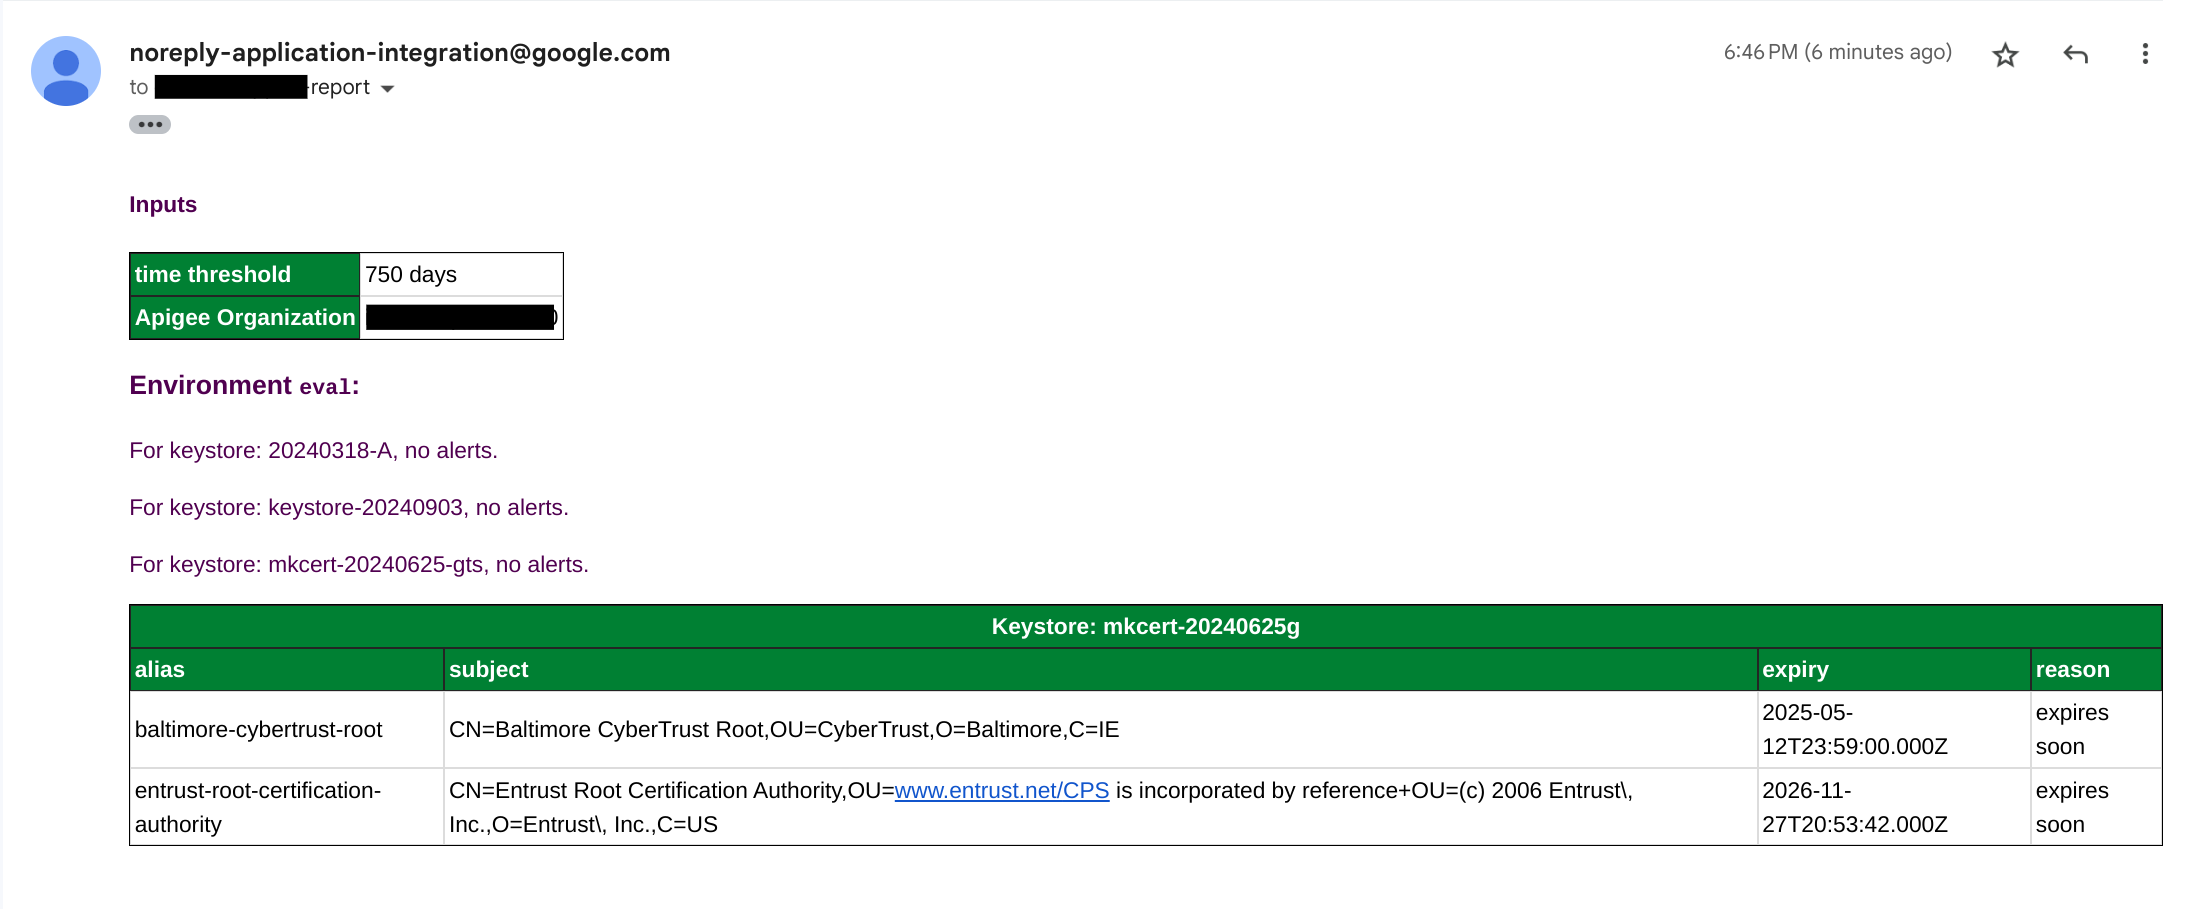 noreply-application-integration@google.com
6:46 PM (6 minutes ago)
to -report
Inputs
time threshold 750 days
Apigee Organization
Environment eval:
For keystore: 20240318-A, no alerts.
For keystore: keystore-20240903, no alerts.
For keystore: mkcert-20240625-gts, no alerts.
Keystore: mkcert-20240625g
alias subject expiry reason
baltimore-cybertrust-root CN=Baltimore CyberTrust Root,OU=CyberTrust,O=Baltimore,C=IE 2025-05- expires
12T23:59:00.000Z soon
entrust-root-certification- CN=Entrust Root Certification Authority,OU=www.entrust.net/CPS is incorporated by reference+OU=(c) 2006 Entrust\, 2026-11- expires
authority Inc.,O=Entrust\, Inc.,C=US 27T20:53:42.000Z soon